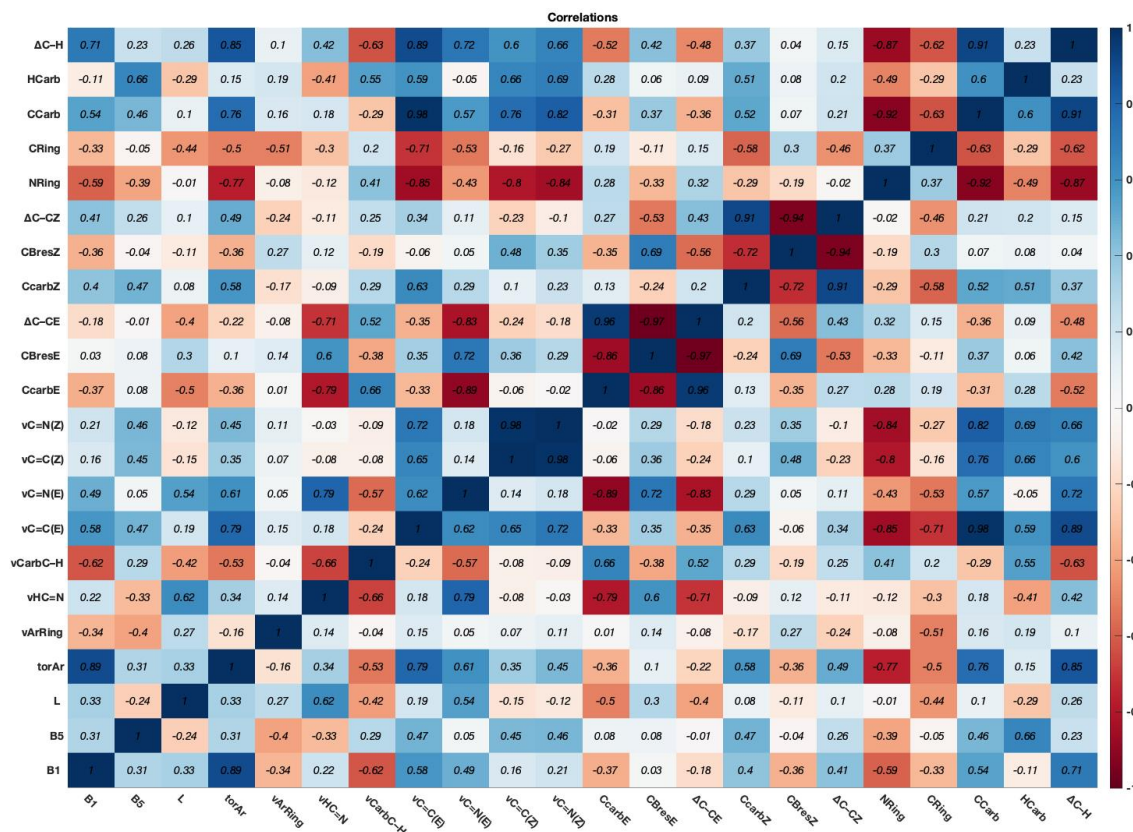 Correlations
ΔC–H 0.71 0.23 0.26 0.85 0.1 0.42 -0.63 0.89 0.72 0.6 0.66 -0.52 0.42 -0.48 0.37 0.04 0.15 -0.87 -0.62 0.91 0.23 1
HCarb -0.11 0.66 -0.29 0.15 0.19 -0.41 0.55 0.59 -0.05 0.66 0.69 0.28 0.06 0.09 0.51 0.08 0.2 -0.49 -0.29 0.6 1 0.23
CCarb 0.54 0.46 0.1 0.76 0.16 0.18 -0.29 0.98 0.57 0.76 0.82 -0.31 0.37 -0.36 0.52 0.07 0.21 -0.92 -0.63 1 0.6 0.91
CRing -0.33 -0.05 -0.44 -0.5 -0.51 -0.3 0.2 -0.71 -0.53 -0.16 -0.27 0.19 -0.11 0.15 -0.58 0.3 -0.46 0.37 1 -0.63 -0.29 -0.62
NRing -0.59 -0.39 -0.01 -0.77 -0.08 -0.12 0.41 -0.85 -0.43 -0.8 -0.84 0.28 -0.33 0.32 -0.29 -0.19 -0.02 1 0.37 -0.92 -0.49 -0.87
ΔC–CZ 0.41 0.26 0.1 0.49 -0.24 -0.11 0.25 0.34 0.11 -0.23 -0.1 0.27 -0.53 0.43 0.91 -0.94 1 -0.02 -0.46 0.21 0.2 0.15
CBresZ -0.36 -0.04 -0.11 -0.36 0.27 0.12 -0.19 -0.06 0.05 0.48 0.35 -0.35 0.69 -0.56 -0.72 1 -0.94 -0.19 0.3 0.07 0.08 0.04
CcarbZ 0.4 0.47 0.08 0.58 -0.17 -0.09 0.29 0.63 0.29 0.1 0.23 0.13 -0.24 0.2 1 -0.72 0.91 -0.29 -0.58 0.52 0.51 0.37
ΔC–CE -0.18 -0.01 -0.4 -0.22 -0.08 -0.71 0.52 -0.35 -0.83 -0.24 -0.18 0.96 -0.97 1 0.2 -0.56 0.43 0.32 0.15 -0.36 0.09 -0.48
CBresE 0.03 0.08 0.3 0.1 0.14 0.6 -0.38 0.35 0.72 0.36 0.29 -0.86 1 -0.97 -0.24 0.69 -0.53 -0.33 -0.11 0.37 0.06 0.42
CcarbE -0.37 0.08 -0.5 -0.36 0.01 -0.79 0.66 -0.33 -0.89 -0.06 -0.02 1 -0.86 0.96 0.13 -0.35 0.27 0.28 0.19 -0.31 0.28 -0.52
vC=N(Z) 0.21 0.46 -0.12 0.45 0.11 -0.03 -0.09 0.72 0.18 0.98 1 -0.02 0.29 -0.18 0.23 0.35 -0.1 -0.84 -0.27 0.82 0.69 0.66
vC=C(Z) 0.16 0.45 -0.15 0.35 0.07 -0.08 -0.08 0.65 0.14 1 0.98 -0.06 0.36 -0.24 0.1 0.48 -0.23 -0.8 -0.16 0.76 0.66 0.6
vC=N(E) 0.49 0.05 0.54 0.61 0.05 0.79 -0.57 0.62 1 0.14 0.18 -0.89 0.72 -0.83 0.29 0.05 0.11 -0.43 -0.53 0.57 -0.05 0.72
vC=C(E) 0.58 0.47 0.19 0.79 0.15 0.18 -0.24 1 0.62 0.65 0.72 -0.33 0.35 -0.35 0.63 -0.06 0.34 -0.85 -0.71 0.98 0.59 0.89
vCarbC–H -0.62 0.29 -0.42 -0.53 -0.04 -0.66 1 -0.24 -0.57 -0.08 -0.09 0.66 -0.38 0.52 0.29 -0.19 0.25 0.41 0.2 -0.29 0.55 -0.63
vHC=N 0.22 -0.33 0.62 0.34 0.14 1 -0.66 0.18 0.79 -0.08 -0.03 -0.79 0.6 -0.71 -0.09 0.12 -0.11 -0.12 -0.3 0.18 -0.41 0.42
vArRing -0.34 -0.4 0.27 -0.16 1 0.14 -0.04 0.15 0.05 0.07 0.11 0.01 0.14 -0.08 -0.17 0.27 -0.24 -0.08 -0.51 0.16 0.19 0.1
torAr 0.89 0.31 0.33 1 -0.16 0.34 -0.53 0.79 0.61 0.35 0.45 -0.36 0.1 -0.22 0.58 -0.36 0.49 -0.77 -0.5 0.76 0.15 0.85
L 0.33 -0.24 1 0.33 0.27 0.62 -0.42 0.19 0.54 -0.15 -0.12 -0.5 0.3 -0.4 0.08 -0.11 0.1 -0.01 -0.44 0.1 -0.29 0.26
B5 0.31 1 -0.24 0.31 -0.4 -0.33 0.29 0.47 0.05 0.45 0.46 0.08 0.08 -0.01 0.47 -0.04 0.26 -0.39 -0.05 0.46 0.66 0.23
B1 1 0.31 0.33 0.89 -0.34 0.22 -0.62 0.58 0.49 0.16 0.21 -0.37 0.03 -0.18 0.4 -0.36 0.41 -0.59 -0.33 0.54 -0.11 0.71
B1 B5 L torAr vArRing vHC=N vCarbC–H vC=C(E) vC=N(E) vC=C(Z) vC=N(Z) CcarbE CBresE ΔC–CE CcarbZ CBresZ ΔC–CZ NRing CRing CCarb HCarb ΔC–H